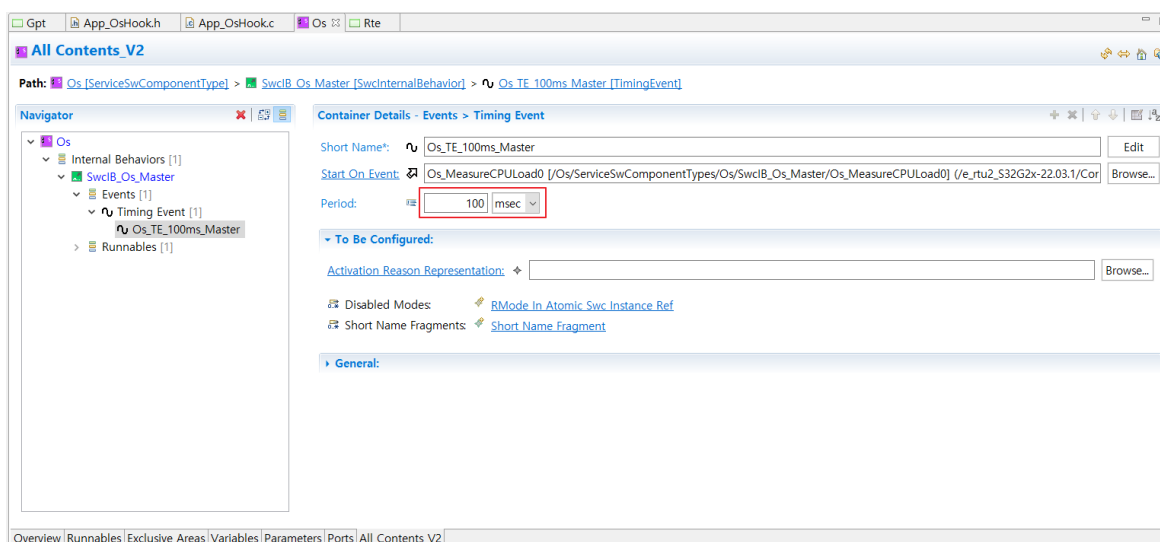 Gpt App_OsHook.h App_OsHook.c Os Rte
All Contents_V2
Path: Os [ServiceSwComponentType] > SwcIB_Os_Master [SwcInternalBehavior] > Os_TE_100ms_Master [TimingEvent]
Navigator
Os
Internal Behaviors [1]
SwcIB_Os_Master
Events [1]
Timing Event [1]
Os_TE_100ms_Master
Runnables [1]
Container Details - Events > Timing Event
Short Name*: Os_TE_100ms_Master Edit
Start On Event: Os_MeasureCPULoad0 [/Os/ServiceSwComponentTypes/Os/SwcIB_Os_Master/Os_MeasureCPULoad0] (/e_rtu2_S32G2x-22.03.1/Cor Browse...
Period: 100 msec
To Be Configured:
Activation Reason Representation: Browse...
Disabled Modes: RMode In Atomic Swc Instance Ref
Short Name Fragments: Short Name Fragment
General:
Overview Runnables Exclusive Areas Variables Parameters Ports All Contents_V2